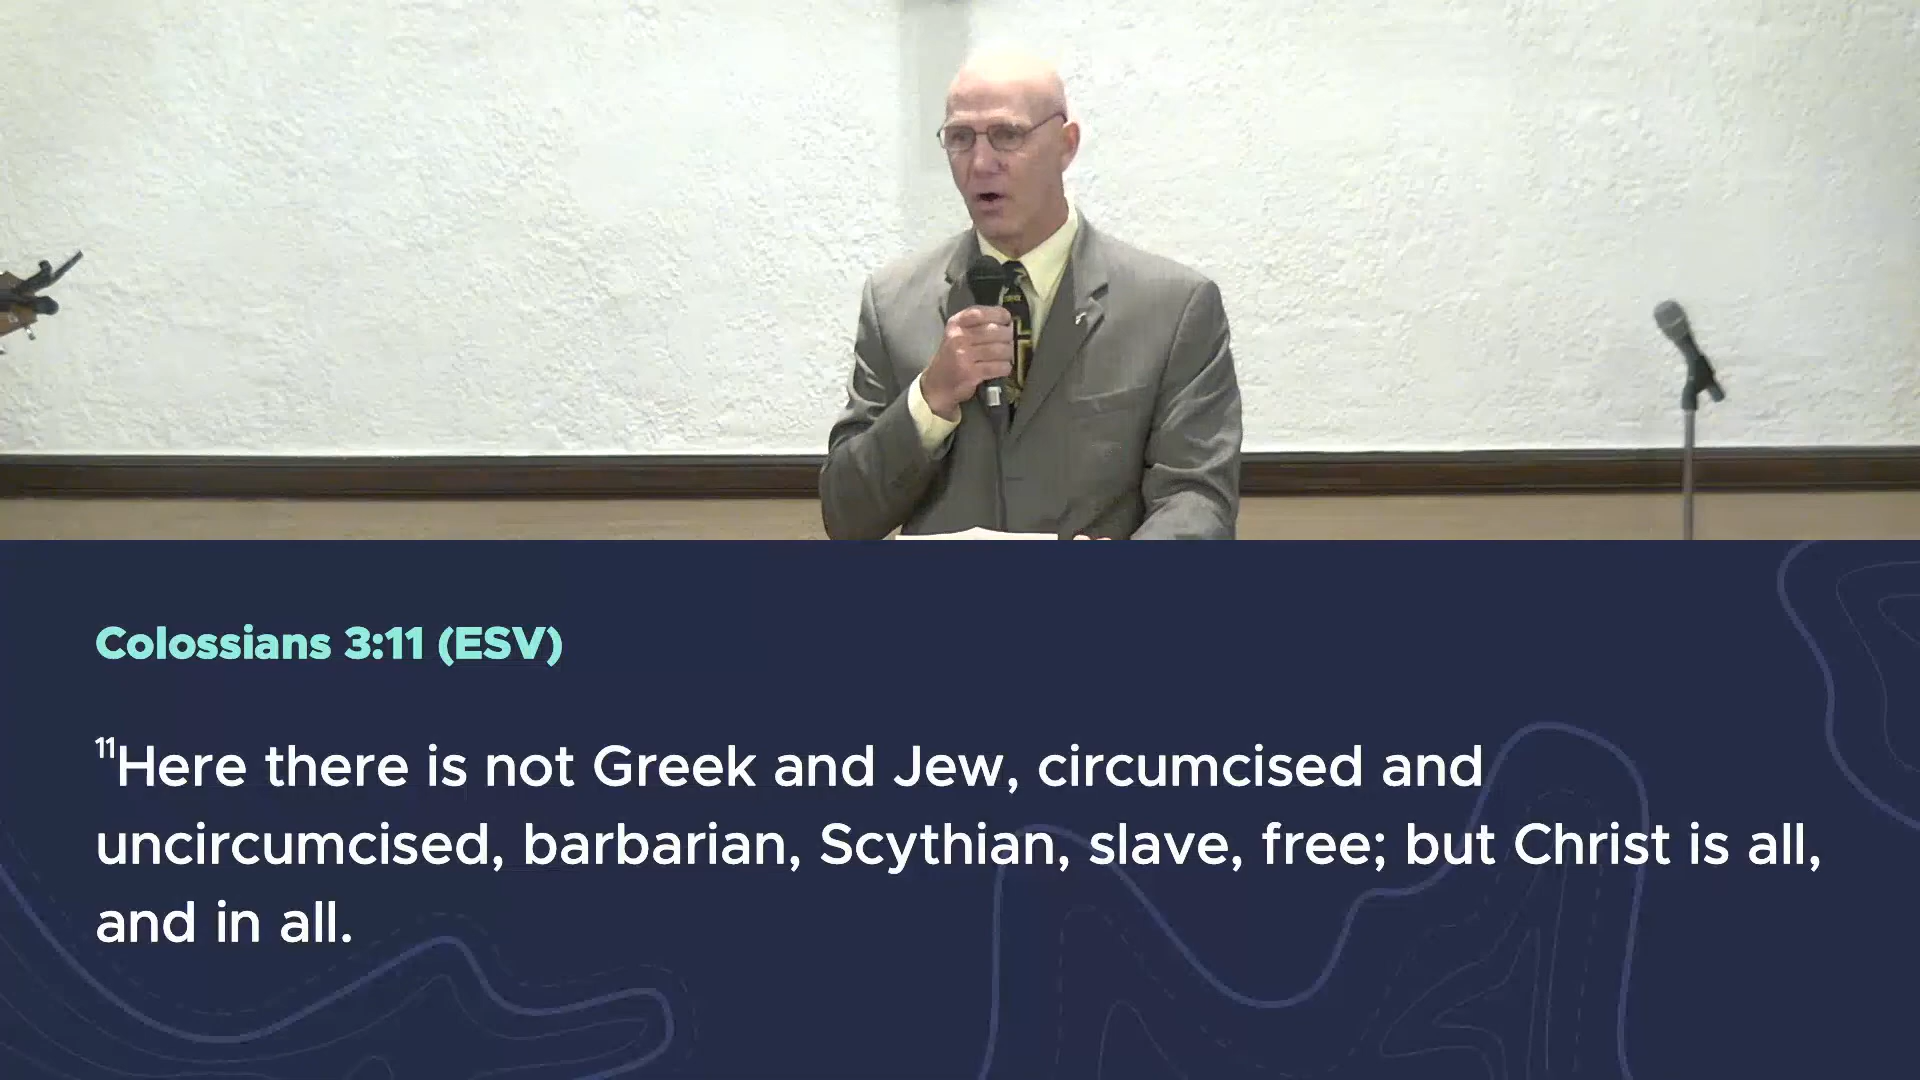 Colossians 3:11 (ESV)
11Here there is not Greek and Jew, circumcised and
uncircumcised, barbarian, Scythian, slave, free; but Christ is all,
and in all.